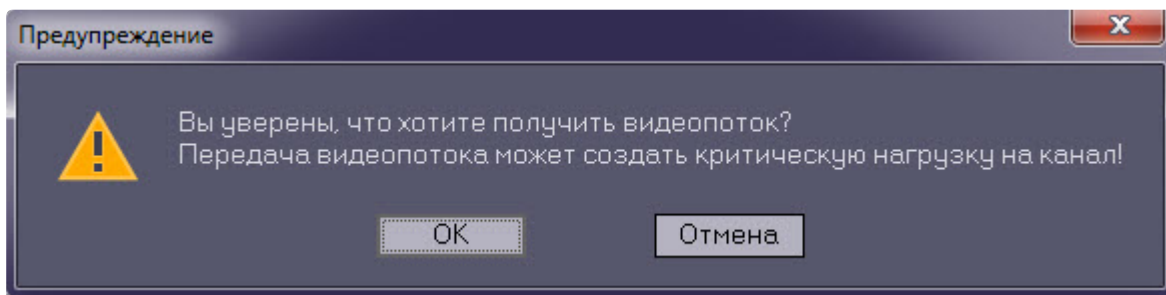 Предупреждение
Вы уверены, что хотите получить видеопоток?
Передача видеопотока может создать критическую нагрузку на канал!
OK
Отмена